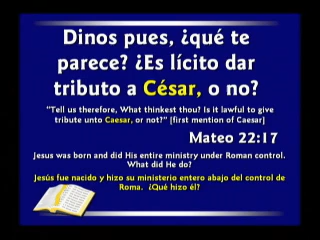 Dinos pues, ¿qué te
parece? ¿Es lícito dar
tributo a César, o no?
"Tell us therefore, What thinkest thou? Is it lawful to give
tribute unto Caesar, or not?" [first mention of Caesar]
Mateo 22:17
Jesus was born and did His entire ministry under Roman control.
What did He do?
Jesús fue nacido y hizo su ministerio entero abajo del control de
Roma.  ¿Qué hizo él?